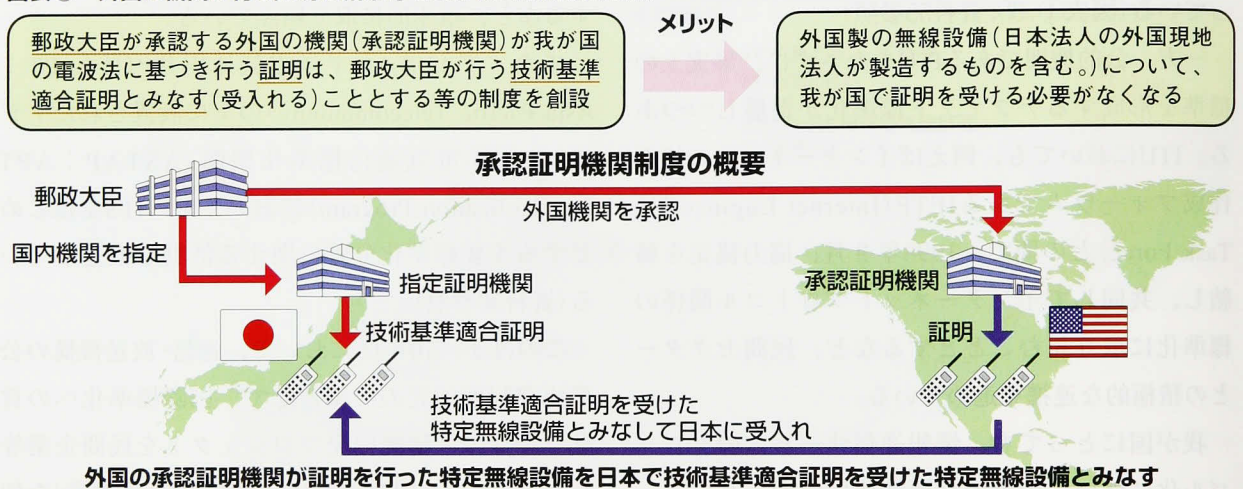 郵政大臣が承認する外国の機関(承認証明機関)が我が国
の電波法に基づき行う証明は、郵政大臣が行う技術基準
適合証明とみなす(受入れる)こととする等の制度を創設
メリット
外国製の無線設備(日本法人の外国現地
法人が製造するものを含む。)について、
我が国で証明を受ける必要がなくなる
承認証明機関制度の概要
郵政大臣
外国機関を承認
国内機関を指定
指定証明機関
承認証明機関
技術基準適合証明
証明
技術基準適合証明を受けた
特定無線設備とみなして日本に受入れ
外国の承認証明機関が証明を行った特定無線設備を日本で技術基準適合証明を受けた特定無線設備とみなす